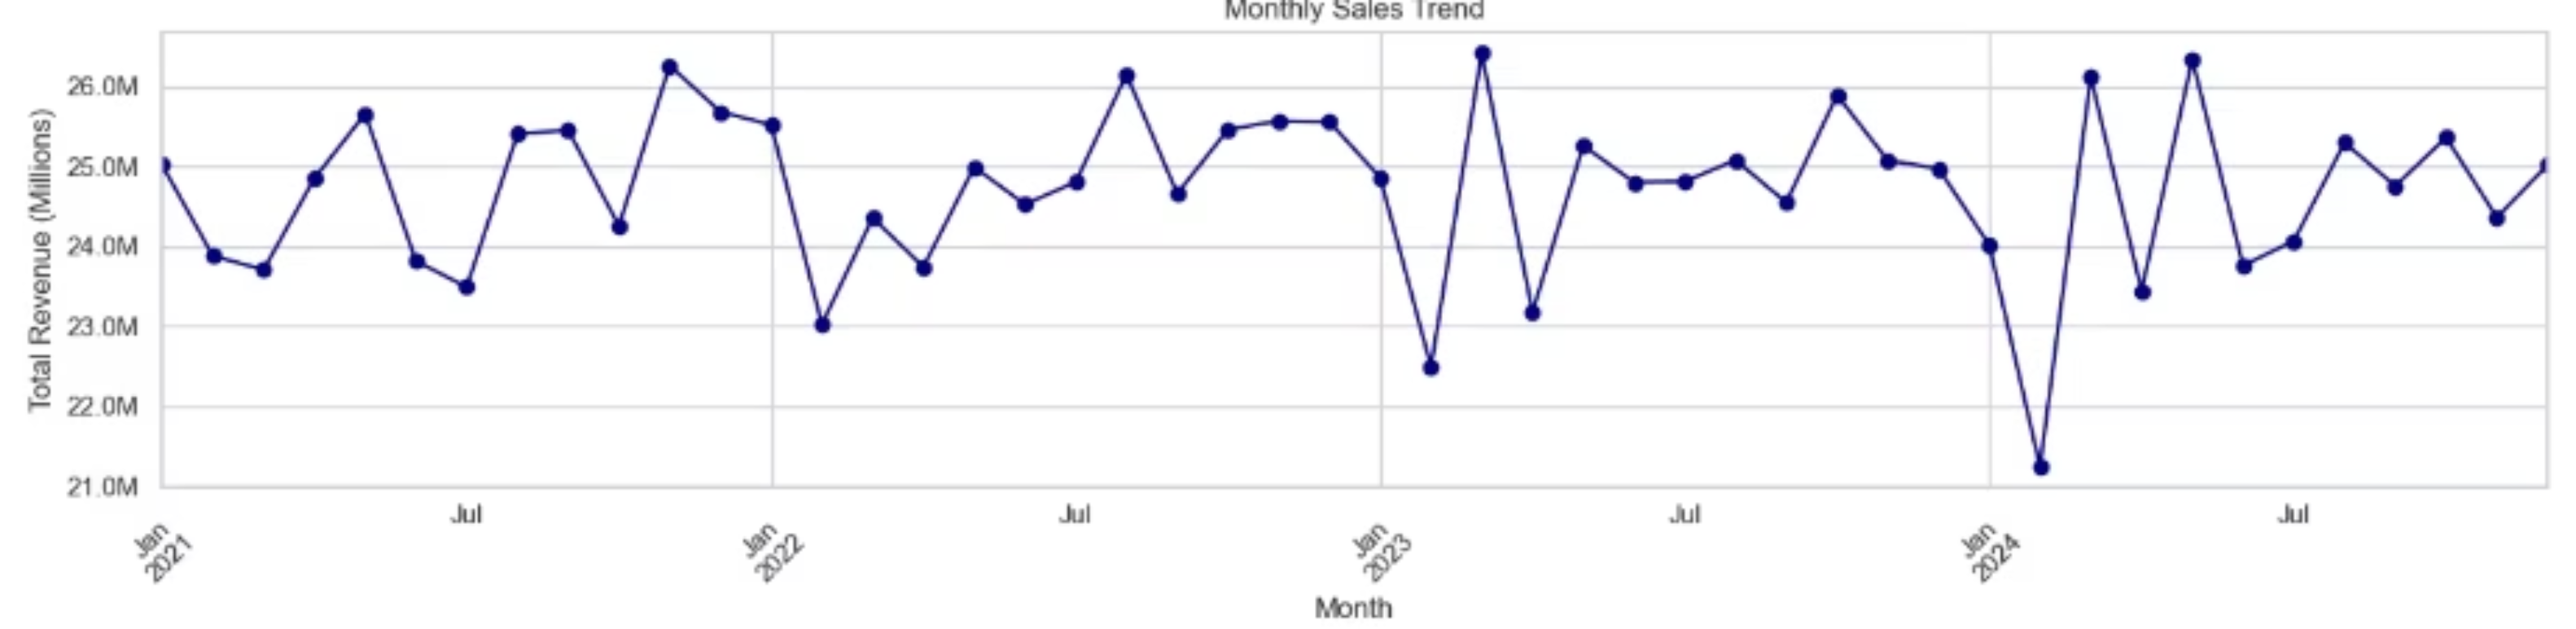 Monthly Sales Trend
Total Revenue (Millions)
26.0M
25.0M
24.0M
23.0M
22.0M
21.0M
Jan
2021
Jul
Jan
2022
Jul
Jan
2023
Jul
Jan
2024
Jul
Month